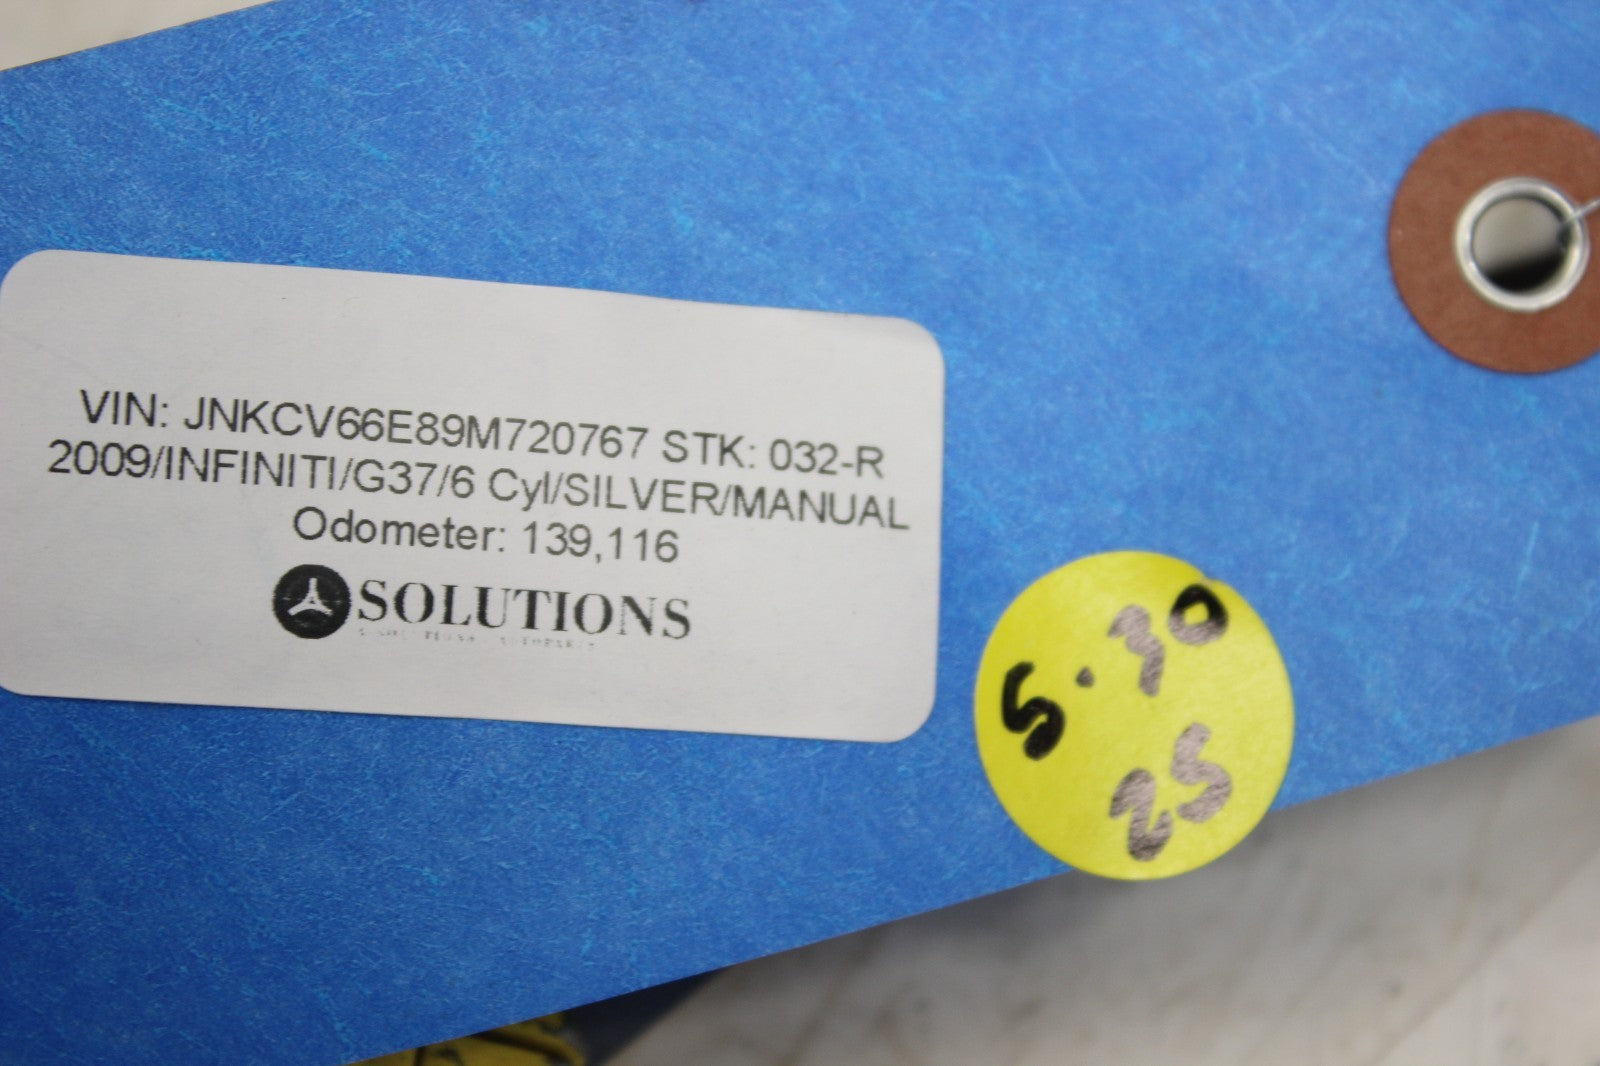 VIN: JNKCV66E89M720767 STK: 032-R
2009/INFINITI/G37/6 Cyl/SILVER/MANUAL
Odometer: 139,116
SOLUTIONS
5.30
25